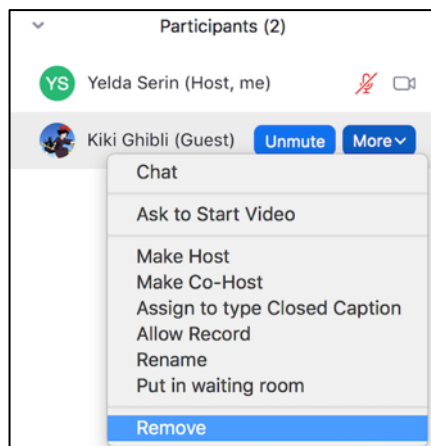 Participants (2)
YS Yelda Serin (Host, me)
Kiki Ghibli (Guest) Unmute More
Chat
Ask to Start Video
Make Host
Make Co-Host
Assign to type Closed Caption
Allow Record
Rename
Put in waiting room
Remove